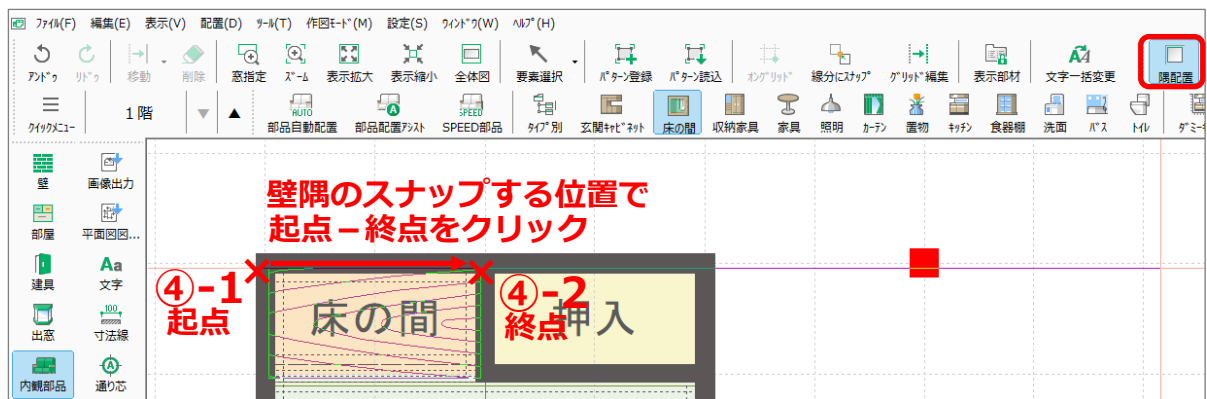 ﾌｧｲﾙ(F) 編集(E) 表示(V) 配置(D) ﾂｰﾙ(T) 作図ﾓｰﾄﾞ(M) 設定(S) ｳｨﾝﾄﾞｳ(W) ﾍﾙﾌﾟ(H)
ｱﾝﾄﾞｩ ﾘﾄﾞｩ 移動 削除 窓指定 ｽﾞｰﾑ 表示拡大 表示縮小 全体図 要素選択 ﾊﾟﾀｰﾝ登録 ﾊﾟﾀｰﾝ読込 ｵﾝｸﾞﾘｯﾄﾞ 線分にｽﾅｯﾌﾟ ｸﾞﾘｯﾄﾞ編集 表示部材 文字一括変更 隅配置
ｸｲｯｸﾒﾆｭｰ 1 階 ▼ ▲ AUTO 部品自動配置 部品配置ｱｼｽﾄ SPEED SPEED部品 ﾀｲﾌﾟ別 玄関ｷｬﾋﾞﾈｯﾄ 床の間 収納家具 家具 照明 ｶｰﾃﾝ 置物 ｷｯﾁﾝ 食器棚 洗面 ﾊﾞｽ ﾄｲﾚ ﾀﾞﾐｰｷ
壁 画像出力
部屋 平面図図...
建具 Aa 文字
出窓 100 寸法線
内観部品 通り芯
壁隅のスナップする位置で
起点－終点をクリック
④-1
起点
床の間
④-2
終点
押入